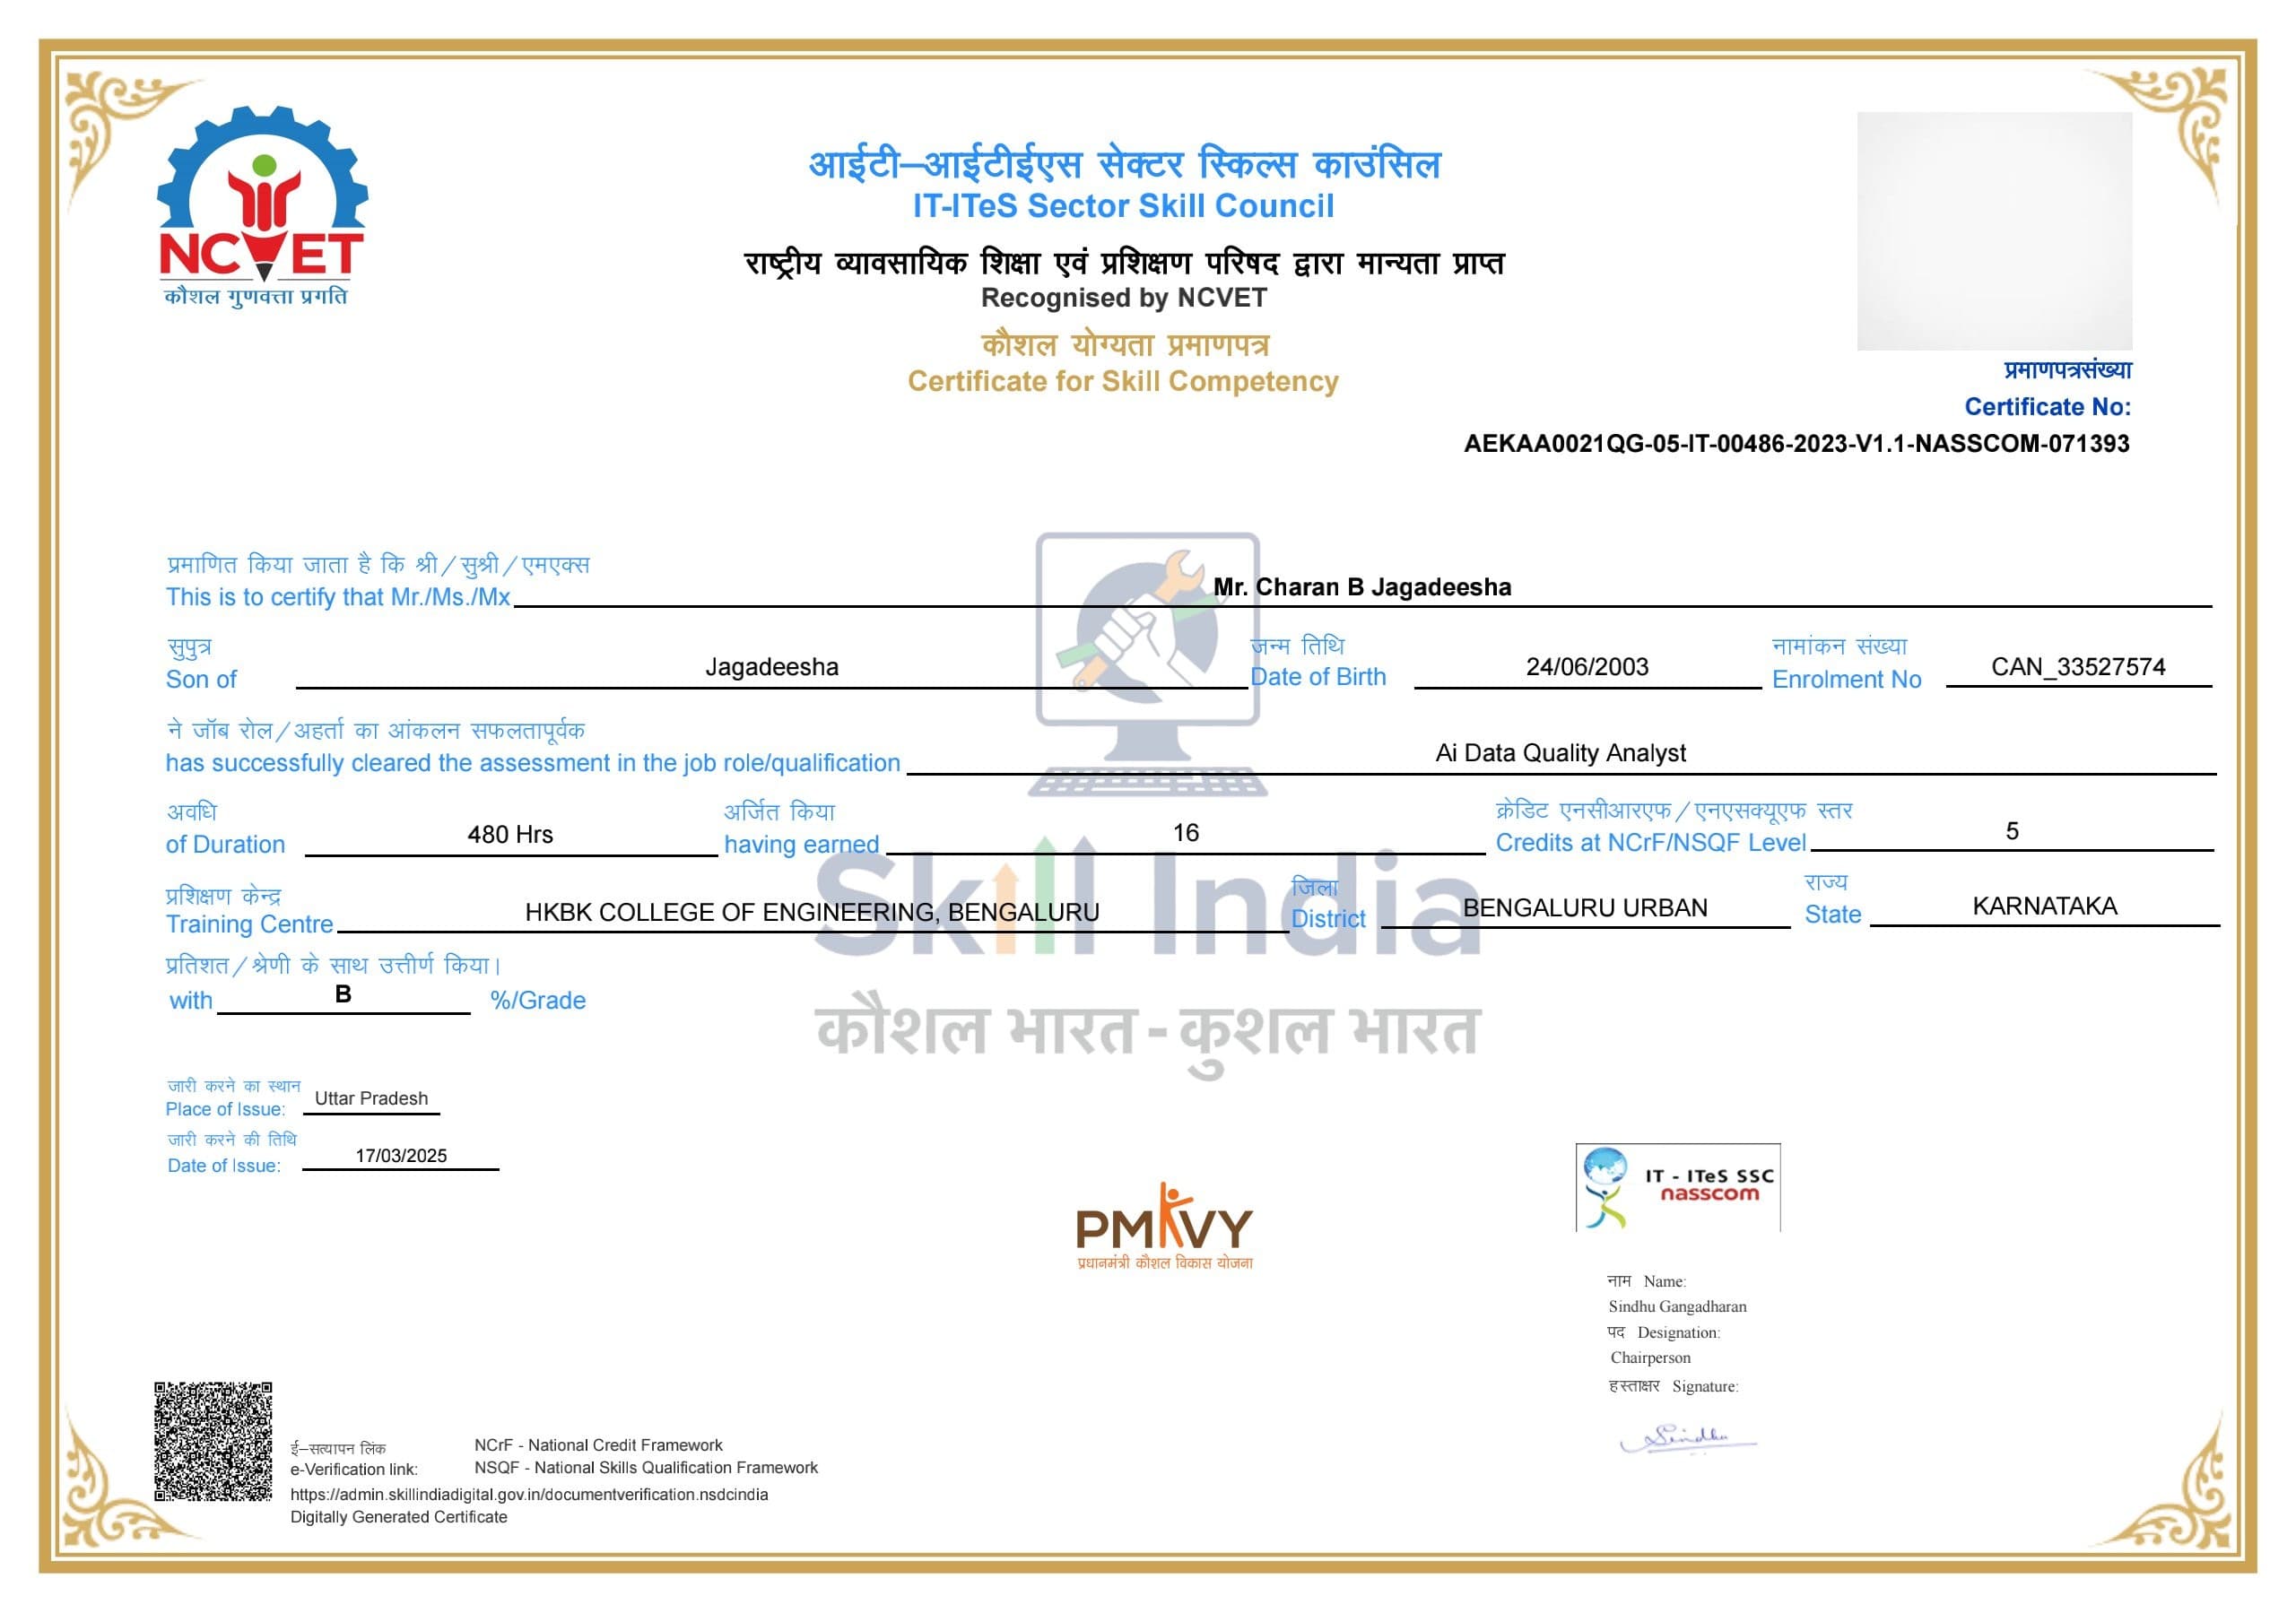 NCVET
कौशल गुणवत्ता प्रगति
आईटी–आईटीईएस सेक्टर स्किल्स काउंसिल
IT-ITeS Sector Skill Council
राष्ट्रीय व्यावसायिक शिक्षा एवं प्रशिक्षण परिषद द्वारा मान्यता प्राप्त
Recognised by NCVET
कौशल योग्यता प्रमाणपत्र
Certificate for Skill Competency
प्रमाणपत्रसंख्या
Certificate No:
AEKAA0021QG-05-IT-00486-2023-V1.1-NASSCOM-071393
प्रमाणित किया जाता है कि श्री/सुश्री/एमएक्स
This is to certify that Mr./Ms./Mx Mr. Charan B Jagadeesha
सुपुत्र जन्म तिथि नामांकन संख्या
Son of Jagadeesha Date of Birth 24/06/2003 Enrolment No CAN_33527574
ने जॉब रोल/अहर्ता का आंकलन सफलतापूर्वक
has successfully cleared the assessment in the job role/qualification Ai Data Quality Analyst
अवधि अर्जित किया क्रेडिट एनसीआरएफ/एनएसक्यूएफ स्तर
of Duration 480 Hrs having earned 16 Credits at NCrF/NSQF Level 5
प्रशिक्षण केन्द्र जिला राज्य
Training Centre HKBK COLLEGE OF ENGINEERING, BENGALURU District BENGALURU URBAN State KARNATAKA
Skill India
प्रतिशत/श्रेणी के साथ उत्तीर्ण किया।
with B %/Grade
कौशल भारत - कुशल भारत
जारी करने का स्थान
Place of Issue: Uttar Pradesh
जारी करने की तिथि
Date of Issue: 17/03/2025
PMKVY
प्रधानमंत्री कौशल विकास योजना
IT - ITeS SSC
nasscom
नाम Name:
Sindhu Gangadharan
पद Designation:
Chairperson
हस्ताक्षर Signature:
Sindhu
ई–सत्यापन लिंक NCrF - National Credit Framework
e-Verification link: NSQF - National Skills Qualification Framework
https://admin.skillindiadigital.gov.in/documentverification.nsdcindia
Digitally Generated Certificate